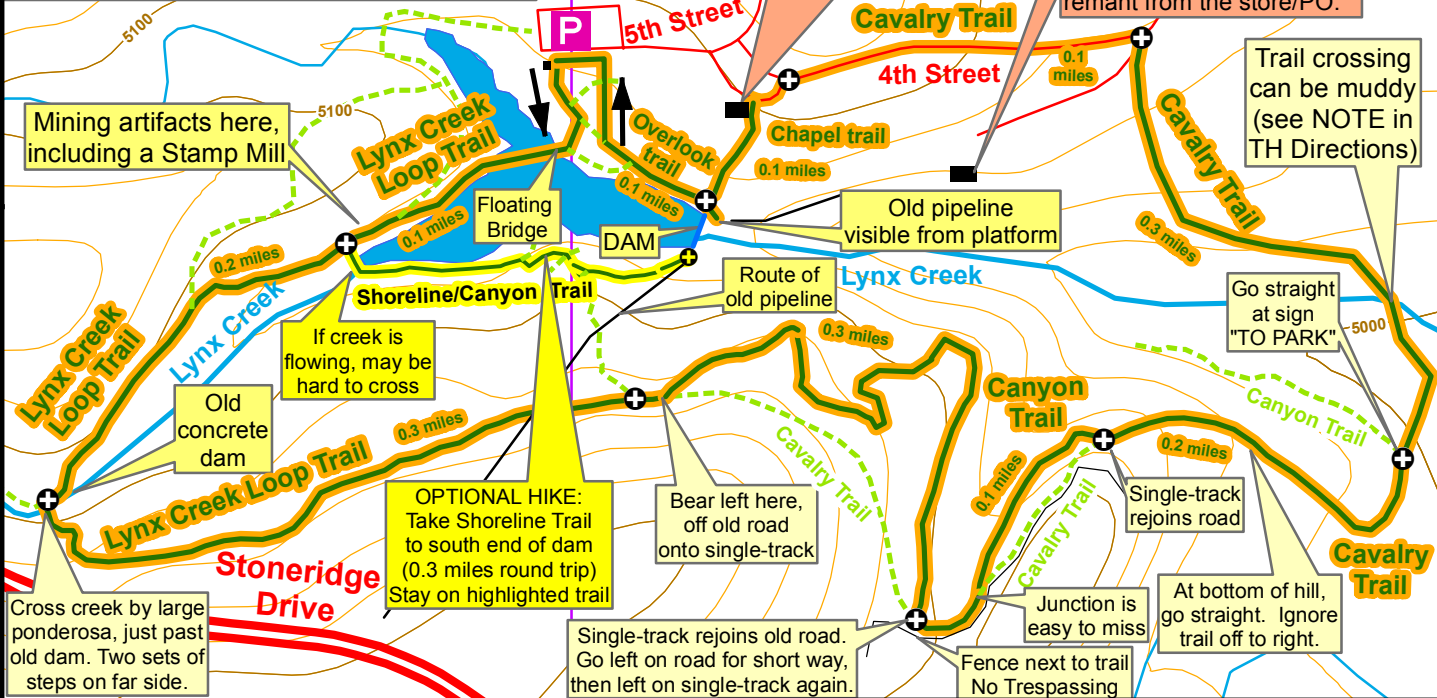 remant from the store/PO.
5100
P
5th Street
Cavalry Trail
4th Street
0.1
miles
Trail crossing
can be muddy
(see NOTE in
TH Directions)
5100
Mining artifacts here,
including a Stamp Mill
Lynx Creek
Loop Trail
Overlook
trail
Chapel trail
0.1 miles
0.1 miles
0.1 miles
Floating
Bridge
DAM
Old pipeline
visible from platform
Cavalry Trail
0.3 miles
0.2 miles
Lynx Creek
Shoreline/Canyon Trail
Route of
old pipeline
Lynx Creek
Go straight
at sign
"TO PARK"
5000
If creek is
flowing, may be
hard to cross
Lynx Creek
Loop Trail
0.3 miles
Old
concrete
dam
0.3 miles
Canyon
Trail
Canyon Trail
0.2 miles
Lynx Creek Loop Trail
Cavalry Trail
0.1 miles
OPTIONAL HIKE:
Take Shoreline Trail
to south end of dam
(0.3 miles round trip)
Stay on highlighted trail
Bear left here,
off old road
onto single-track
Single-track
rejoins road
Cavalry Trail
Cavalry
Trail
Stoneridge
Drive
Cross creek by large
ponderosa, just past
old dam. Two sets of
steps on far side.
Single-track rejoins old road.
Go left on road for short way,
then left on single-track again.
Junction is
easy to miss
At bottom of hill,
go straight. Ignore
trail off to right.
Fence next to trail
No Trespassing